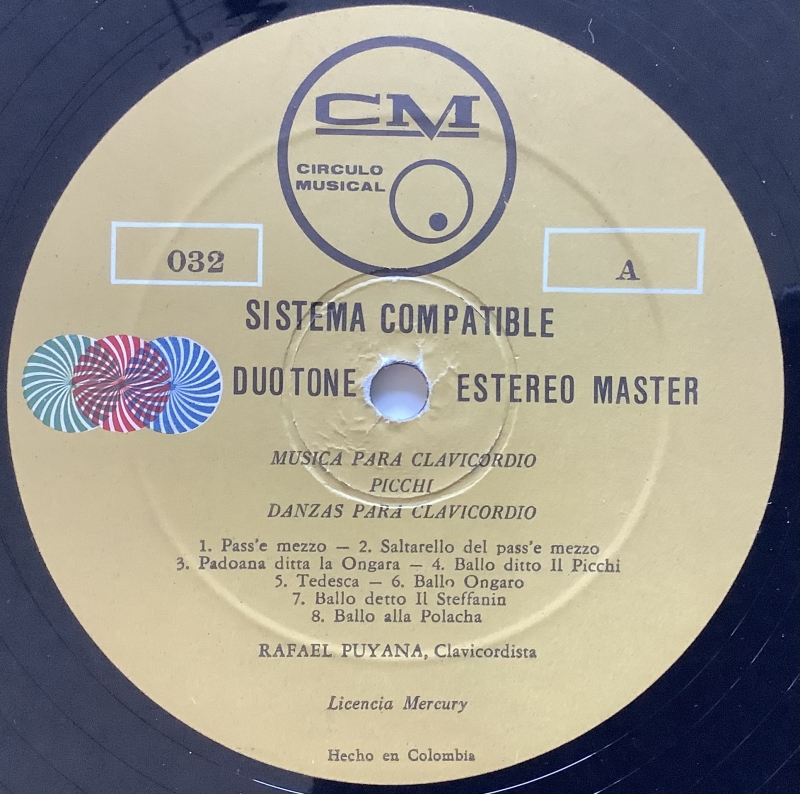 CM
CIRCULO
MUSICAL
032
A
SISTEMA COMPATIBLE
DUOTONE ESTEREO MASTER
MUSICA PARA CLAVICORDIO
PICCHI
DANZAS PARA CLAVICORDIO
1. Pass'e mezzo — 2. Saltarello del pass'e mezzo
3. Padoana ditta la Ongara — 4. Ballo ditto Il Picchi
5. Tedesca — 6. Ballo Ongaro
7. Ballo detto Il Steffanin
8. Ballo alla Polacha
RAFAEL PUYANA, Clavicordista
Licencia Mercury
Hecho en Colombia